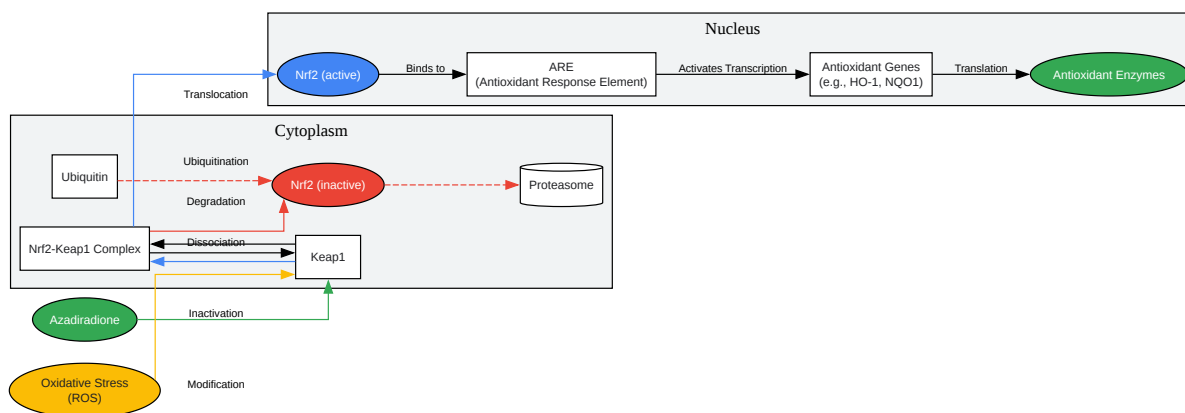 Nucleus
Nrf2 (active)
Binds to
ARE
(Antioxidant Response Element)
Activates Transcription
Antioxidant Genes
(e.g., HO-1, NQO1)
Translation
Antioxidant Enzymes
Translocation
Cytoplasm
Ubiquitin
Ubiquitination
Nrf2 (inactive)
Proteasome
Degradation
Nrf2-Keap1 Complex
Dissociation
Keap1
Azadiradione
Inactivation
Oxidative Stress
(ROS)
Modification